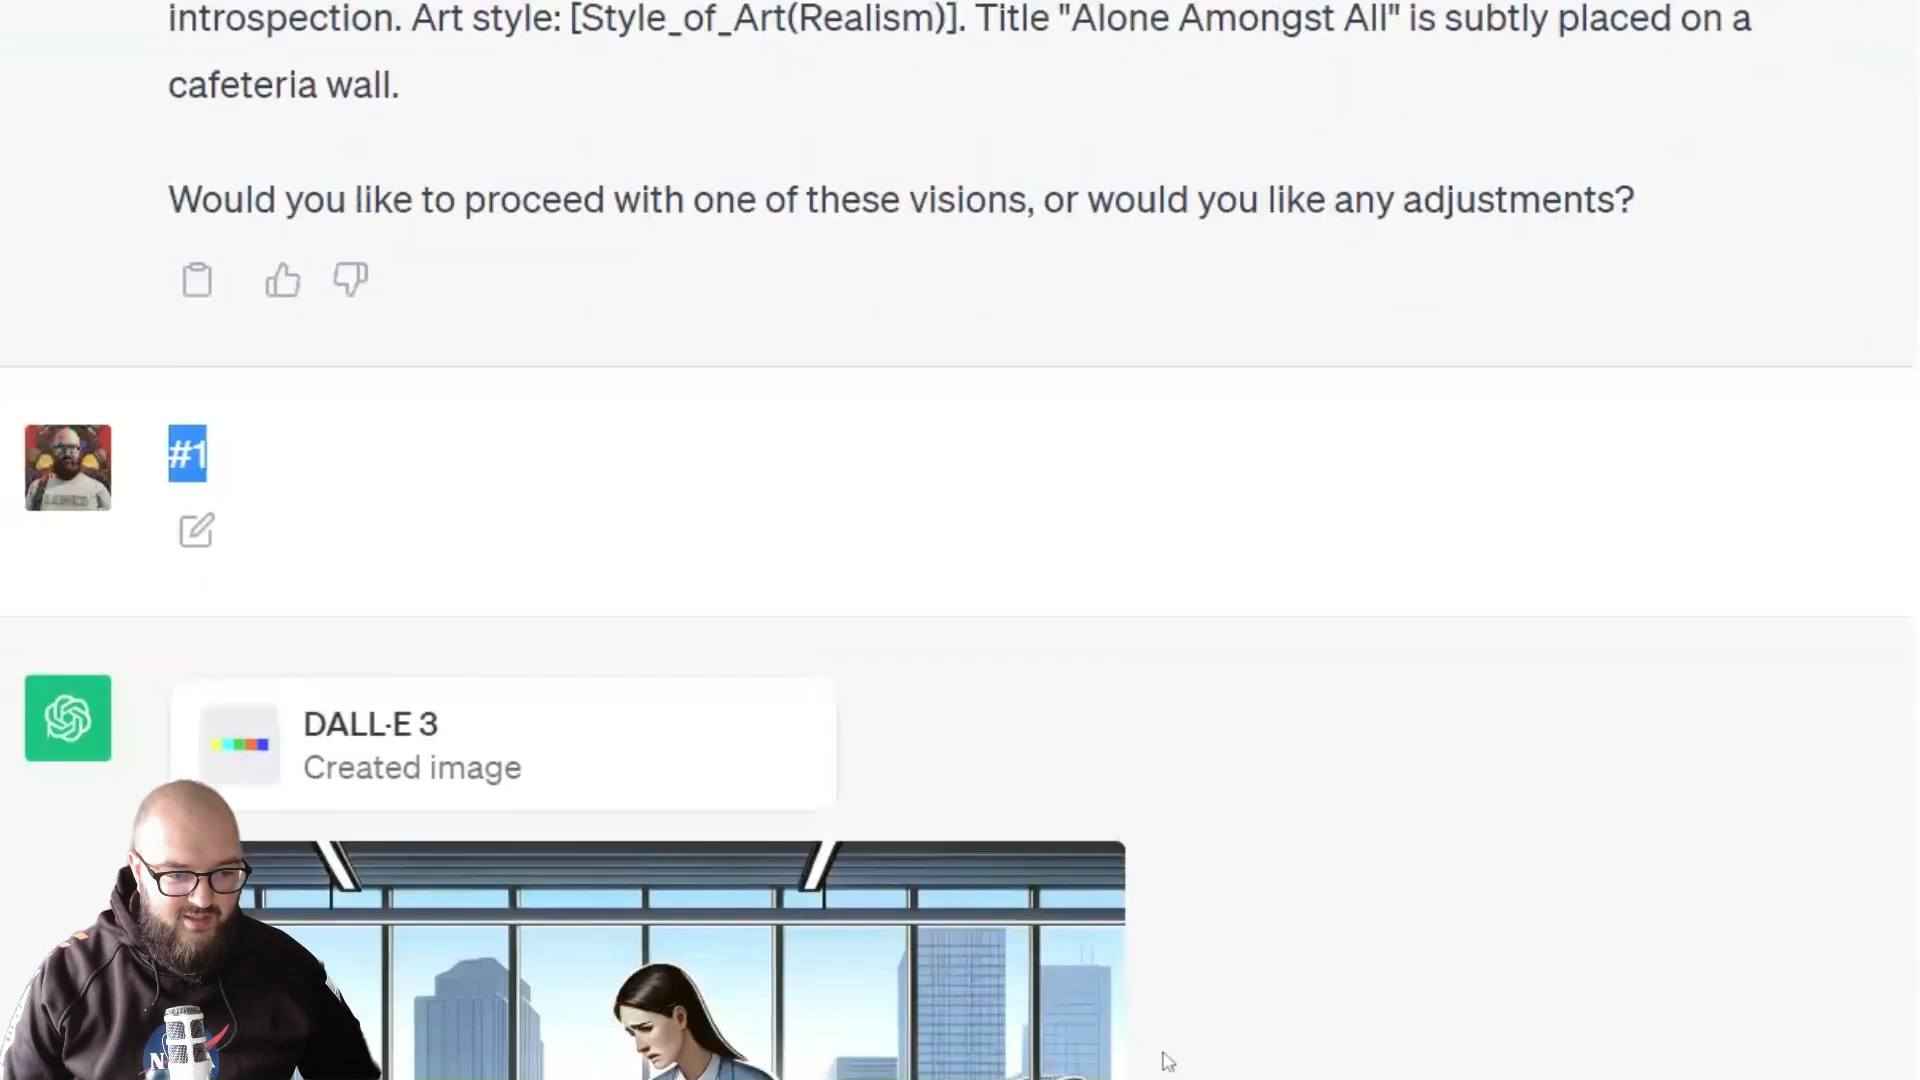 introspection. Art style: [Style_of_Art(Realism)]. Title "Alone Amongst All" is subtly placed on a
cafeteria wall.
Would you like to proceed with one of these visions, or would you like any adjustments?
#1
DALL·E 3
Created image